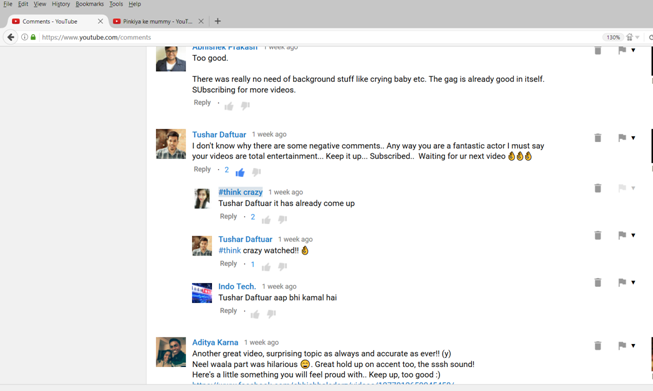 File Edit View History Bookmarks Tools Help
Comments - YouTube
Pinkiya ke mummy - YouT...
https://www.youtube.com/comments
130%
Abhishek Prakash 1 week ago
Too good.
There was really no need of background stuff like crying baby etc. The gag is already good in itself.
SUbscribing for more videos.
Reply
Tushar Daftuar 1 week ago
I don't know why there are some negative comments.. Any way you are a fantastic actor I must say
your videos are total entertainment... Keep it up... Subscribed.. Waiting for ur next video 👌👌👌
Reply · 2
#think crazy 1 week ago
Tushar Daftuar it has already come up
Reply · 2
Tushar Daftuar 1 week ago
#think crazy watched!! 👌
Reply · 1
Indo Tech. 1 week ago
Tushar Daftuar aap bhi kamal hai
Reply ·
Aditya Karna 1 week ago
Another great video, surprising topic as always and accurate as ever!! (y)
Neel waala part was hilarious 😄. Great hold up on accent too, the sssh sound!
Here's a little something you will feel proud with.. Keep up, too good :)